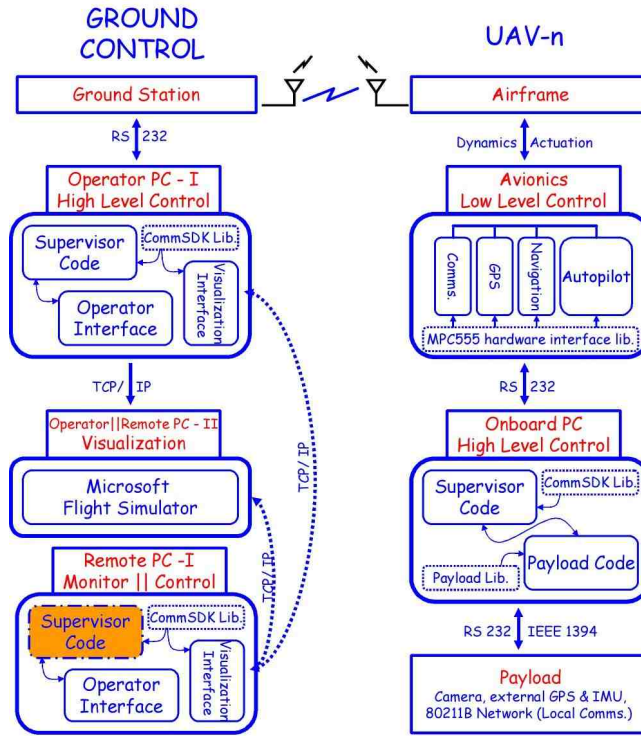 GROUND
CONTROL
Ground Station
RS 232
Operator PC - I
High Level Control
Supervisor
Code
CommSDK Lib.
Operator
Interface
Visualization
Interface
TCP/ IP
Operator||Remote PC - II
Visualization
Microsoft
Flight Simulator
TCP/ IP
TCP/ IP
Remote PC -I
Monitor || Control
Supervisor
Code
CommSDK Lib.
Operator
Interface
Visualization
Interface
UAV-n
Airframe
Dynamics Actuation
Avionics
Low Level Control
Comms.
GPS
Navigation
Autopilot
MPC555 hardware interface lib.
RS 232
Onboard PC
High Level Control
Supervisor
Code
CommSDK Lib.
Payload Code
Payload Lib.
RS 232 IEEE 1394
Payload
Camera, external GPS & IMU,
80211B Network (Local Comms.)